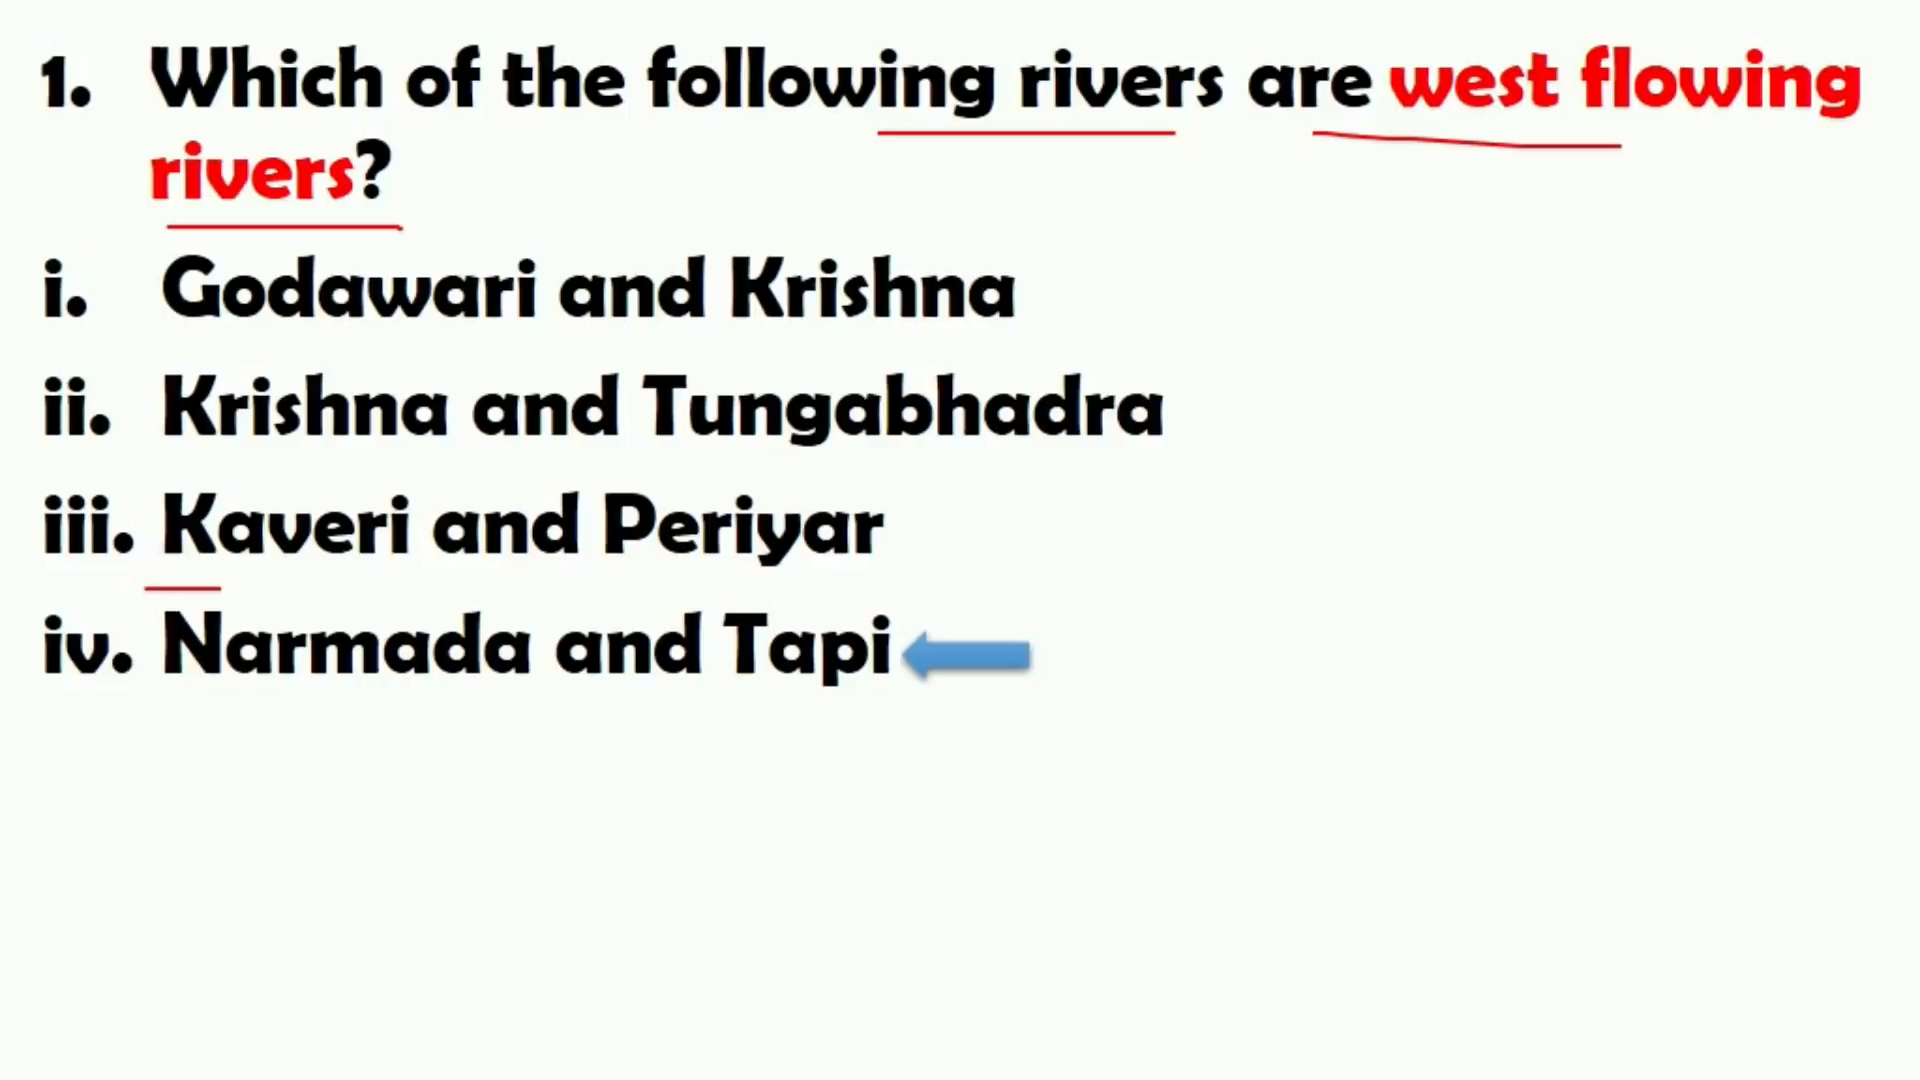 1. Which of the following rivers are west flowing
rivers?
i. Godawari and Krishna
ii. Krishna and Tungabhadra
iii. Kaveri and Periyar
iv. Narmada and Tapi